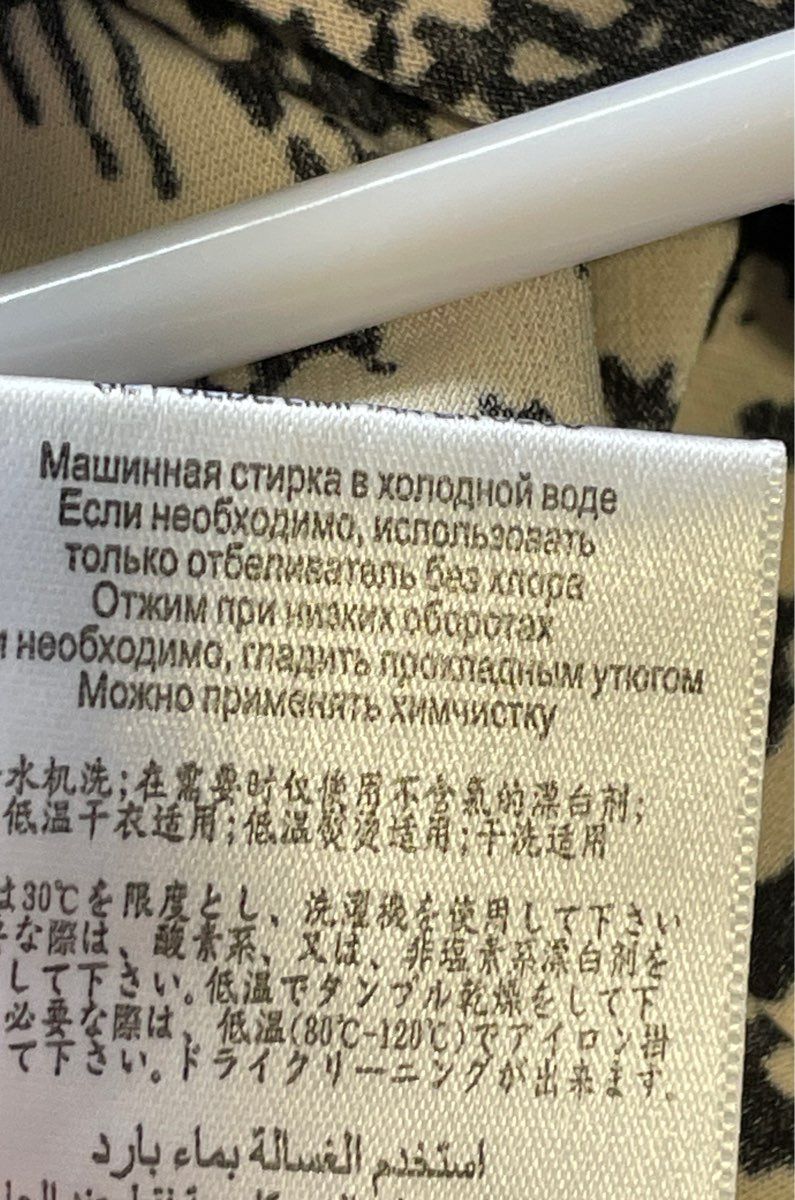 Машинная стирка в холодной воде
Если необходимо, использовать
только отбеливатель без хлора
Отжим при низких оборотах
необходимо, гладить прохладным утюгом
Можно применять химчистку
水机洗;在需要时仅使用不含氯的漂白剂;
低温干衣适用;低温熨烫适用;干洗适用
は30℃を限度とし、洗濯機を使用して下さい
な際は、酸素系、又は、非塩素系漂白剤を
して下さい。低温でタンブル乾燥をして下
必要な際は、低温(80℃-120℃)でアイロン掛
て下さい。ドライクリーニングが出来ます。
استخدم الغسالة بماء بارد